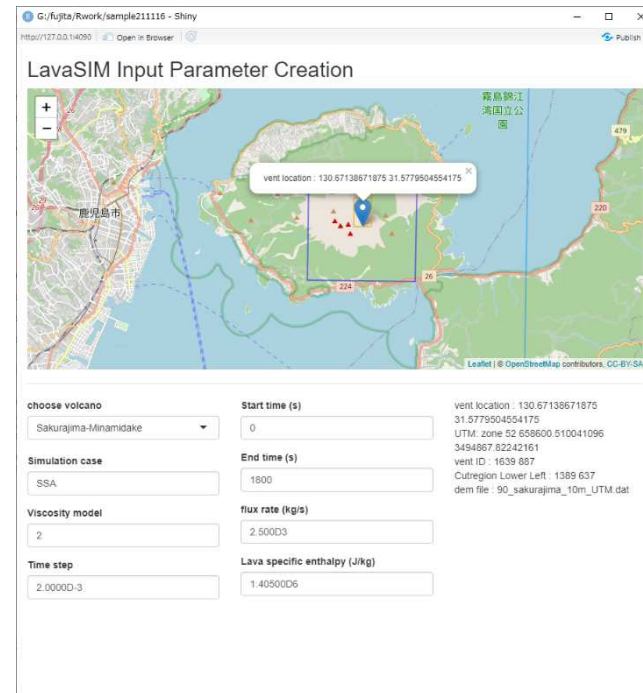 G:/fujita/Rwork/sample211116 - Shiny
http://127.0.0.1:4090
Open in Browser
Publish
LavaSIM Input Parameter Creation
+
−
霧島錦江
湾国立公
園
479
vent location : 130.67138671875 31.5779504554175
×
鹿児島市
220
26
224
Leaflet | © OpenStreetMap contributors, CC-BY-SA
choose volcano
Sakurajima-Minamidake
Simulation case
SSA
Viscosity model
2
Time step
2.0000D-3
Start time (s)
0
End time (s)
1800
flux rate (kg/s)
2.500D3
Lava specific enthalpy (J/kg)
1.40500D6
vent location : 130.67138671875
31.5779504554175
UTM: zone 52 658600.510041096
3494867.82242161
vent ID : 1639 887
Cutregion Lower Left : 1389 637
dem file : 90_sakurajima_10m_UTM.dat